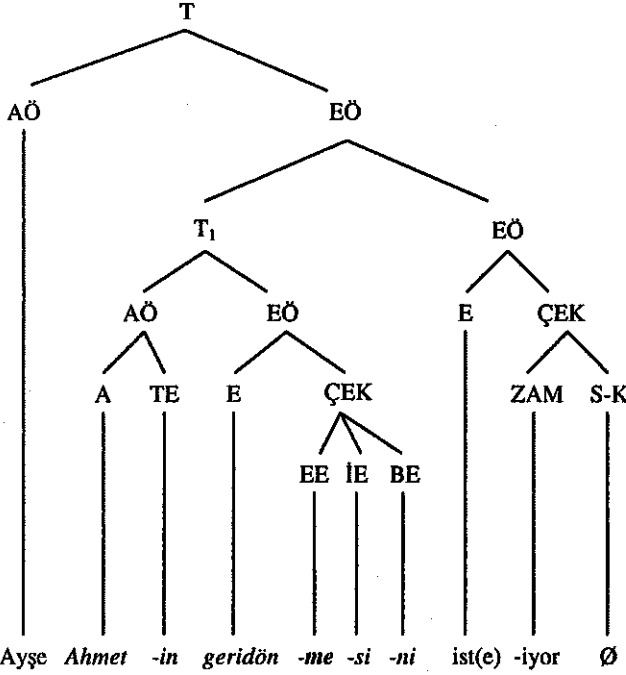 T
AÖ EÖ
T₁ EÖ
AÖ EÖ E ÇEK
A TE E ÇEK ZAM S-K
EE İE BE
Ayşe Ahmet -in geridön -me -si -ni ist(e) -iyor Ø